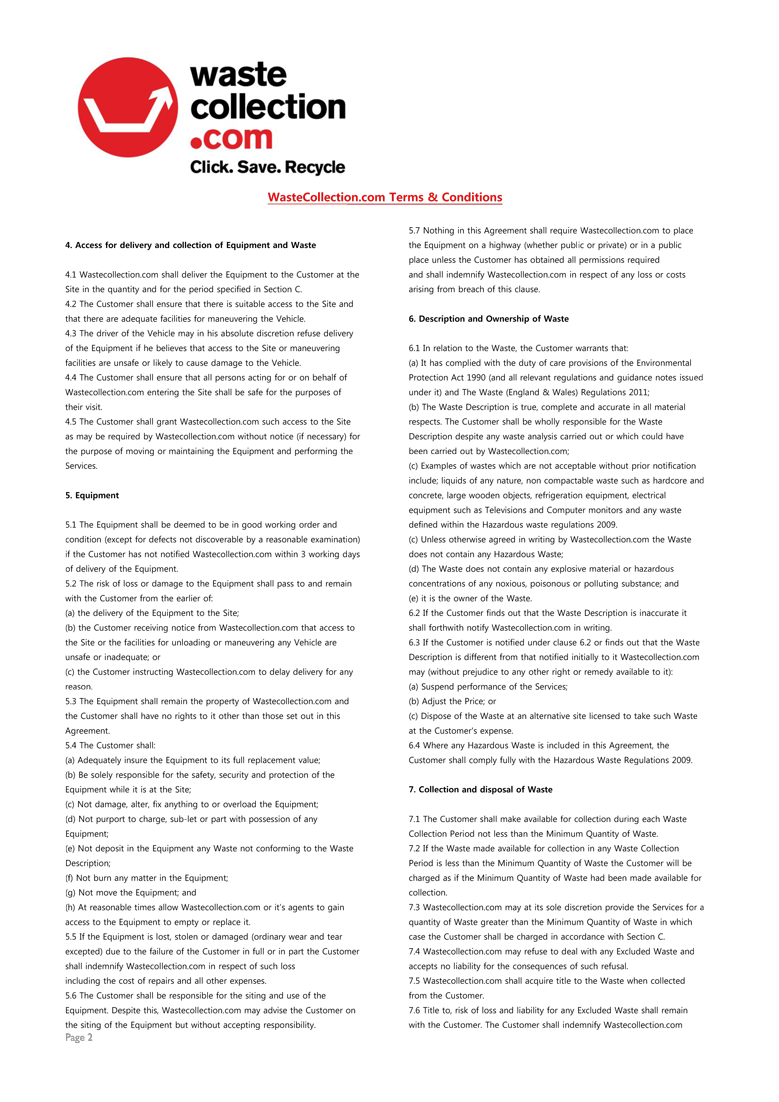 waste
collection
.com
Click. Save. Recycle
WasteCollection.com Terms & Conditions
4. Access for delivery and collection of Equipment and Waste
4.1 Wastecollection.com shall deliver the Equipment to the Customer at the
Site in the quantity and for the period specified in Section C.
4.2 The Customer shall ensure that there is suitable access to the Site and
that there are adequate facilities for maneuvering the Vehicle.
4.3 The driver of the Vehicle may in his absolute discretion refuse delivery
of the Equipment if he believes that access to the Site or maneuvering
facilities are unsafe or likely to cause damage to the Vehicle.
4.4 The Customer shall ensure that all persons acting for or on behalf of
Wastecollection.com entering the Site shall be safe for the purposes of
their visit.
4.5 The Customer shall grant Wastecollection.com such access to the Site
as may be required by Wastecollection.com without notice (if necessary) for
the purpose of moving or maintaining the Equipment and performing the
Services.
5. Equipment
5.1 The Equipment shall be deemed to be in good working order and
condition (except for defects not discoverable by a reasonable examination)
if the Customer has not notified Wastecollection.com within 3 working days
of delivery of the Equipment.
5.2 The risk of loss or damage to the Equipment shall pass to and remain
with the Customer from the earlier of:
(a) the delivery of the Equipment to the Site;
(b) the Customer receiving notice from Wastecollection.com that access to
the Site or the facilities for unloading or maneuvering any Vehicle are
unsafe or inadequate; or
(c) the Customer instructing Wastecollection.com to delay delivery for any
reason.
5.3 The Equipment shall remain the property of Wastecollection.com and
the Customer shall have no rights to it other than those set out in this
Agreement.
5.4 The Customer shall:
(a) Adequately insure the Equipment to its full replacement value;
(b) Be solely responsible for the safety, security and protection of the
Equipment while it is at the Site;
(c) Not damage, alter, fix anything to or overload the Equipment;
(d) Not purport to charge, sub-let or part with possession of any
Equipment;
(e) Not deposit in the Equipment any Waste not conforming to the Waste
Description;
(f) Not burn any matter in the Equipment;
(g) Not move the Equipment; and
(h) At reasonable times allow Wastecollection.com or it's agents to gain
access to the Equipment to empty or replace it.
5.5 If the Equipment is lost, stolen or damaged (ordinary wear and tear
excepted) due to the failure of the Customer in full or in part the Customer
shall indemnify Wastecollection.com in respect of such loss
including the cost of repairs and all other expenses.
5.6 The Customer shall be responsible for the siting and use of the
Equipment. Despite this, Wastecollection.com may advise the Customer on
the siting of the Equipment but without accepting responsibility.
5.7 Nothing in this Agreement shall require Wastecollection.com to place
the Equipment on a highway (whether public or private) or in a public
place unless the Customer has obtained all permissions required
and shall indemnify Wastecollection.com in respect of any loss or costs
arising from breach of this clause.
6. Description and Ownership of Waste
6.1 In relation to the Waste, the Customer warrants that:
(a) It has complied with the duty of care provisions of the Environmental
Protection Act 1990 (and all relevant regulations and guidance notes issued
under it) and The Waste (England & Wales) Regulations 2011;
(b) The Waste Description is true, complete and accurate in all material
respects. The Customer shall be wholly responsible for the Waste
Description despite any waste analysis carried out or which could have
been carried out by Wastecollection.com;
(c) Examples of wastes which are not acceptable without prior notification
include; liquids of any nature, non compactable waste such as hardcore and
concrete, large wooden objects, refrigeration equipment, electrical
equipment such as Televisions and Computer monitors and any waste
defined within the Hazardous waste regulations 2009.
(c) Unless otherwise agreed in writing by Wastecollection.com the Waste
does not contain any Hazardous Waste;
(d) The Waste does not contain any explosive material or hazardous
concentrations of any noxious, poisonous or polluting substance; and
(e) it is the owner of the Waste.
6.2 If the Customer finds out that the Waste Description is inaccurate it
shall forthwith notify Wastecollection.com in writing.
6.3 If the Customer is notified under clause 6.2 or finds out that the Waste
Description is different from that notified initially to it Wastecollection.com
may (without prejudice to any other right or remedy available to it):
(a) Suspend performance of the Services;
(b) Adjust the Price; or
(c) Dispose of the Waste at an alternative site licensed to take such Waste
at the Customer's expense.
6.4 Where any Hazardous Waste is included in this Agreement, the
Customer shall comply fully with the Hazardous Waste Regulations 2009.
7. Collection and disposal of Waste
7.1 The Customer shall make available for collection during each Waste
Collection Period not less than the Minimum Quantity of Waste.
7.2 If the Waste made available for collection in any Waste Collection
Period is less than the Minimum Quantity of Waste the Customer will be
charged as if the Minimum Quantity of Waste had been made available for
collection.
7.3 Wastecollection.com may at its sole discretion provide the Services for a
quantity of Waste greater than the Minimum Quantity of Waste in which
case the Customer shall be charged in accordance with Section C.
7.4 Wastecollection.com may refuse to deal with any Excluded Waste and
accepts no liability for the consequences of such refusal.
7.5 Wastecollection.com shall acquire title to the Waste when collected
from the Customer.
7.6 Title to, risk of loss and liability for any Excluded Waste shall remain
with the Customer. The Customer shall indemnify Wastecollection.com
Page 2